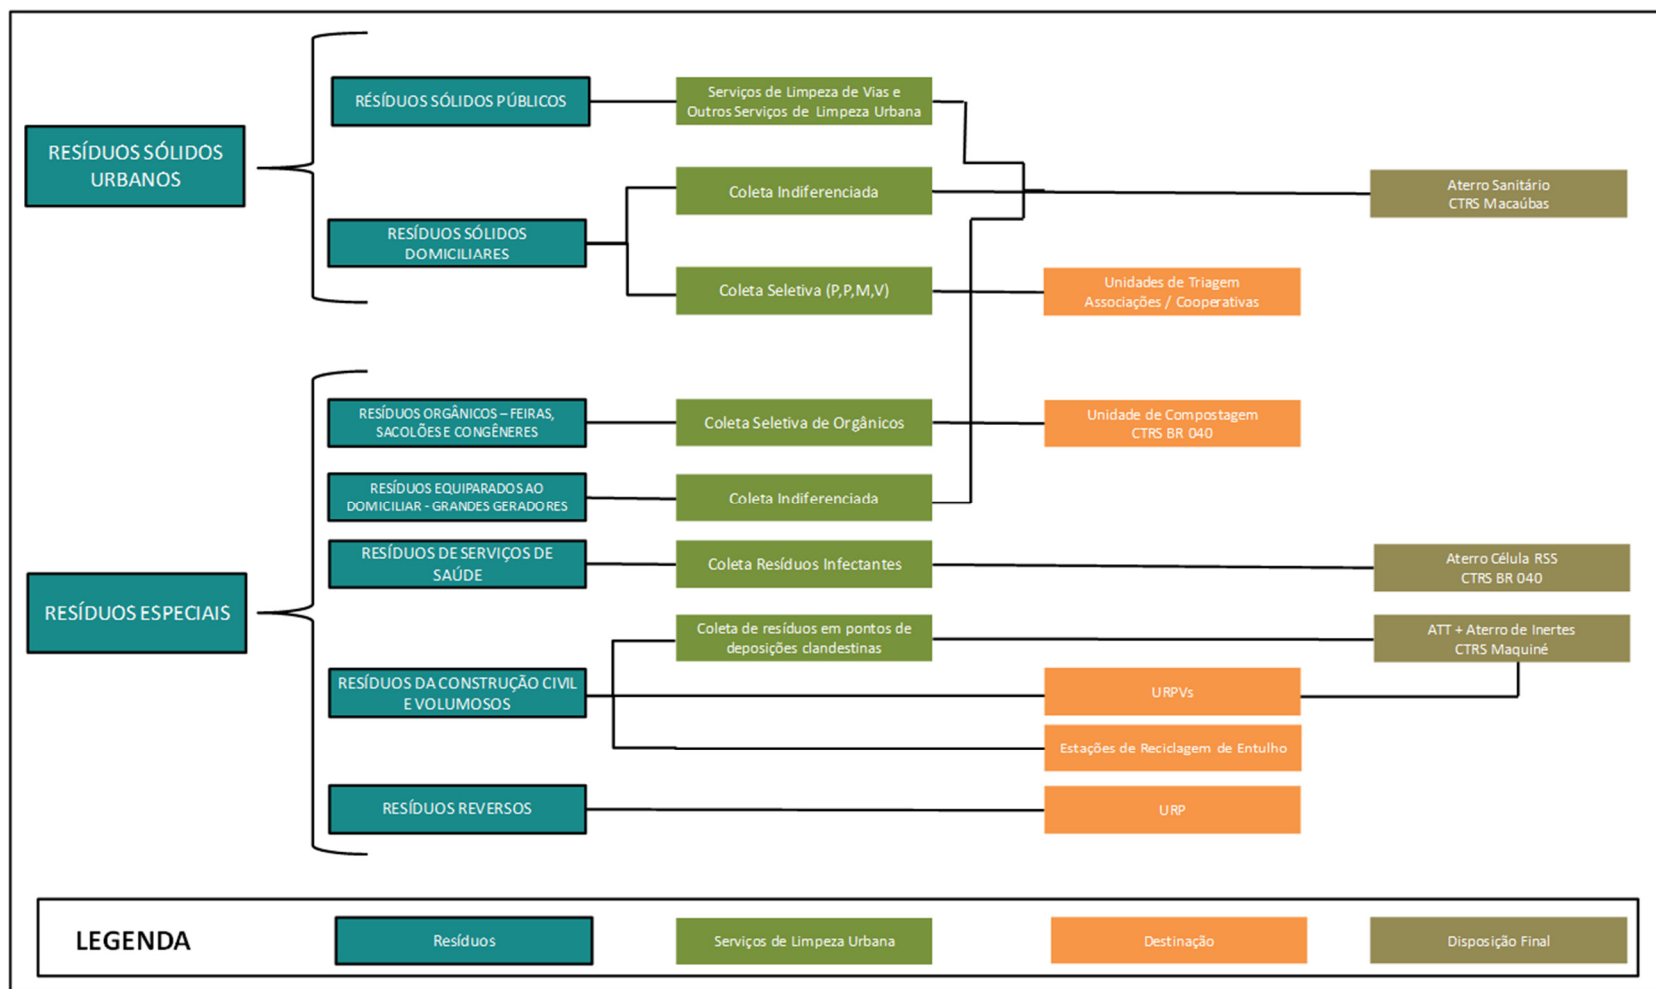 RESÍDUOS SÓLIDOS
URBANOS
RÉSÍDUOS SÓLIDOS PÚBLICOS
Serviços de Limpeza de Vias e
Outros Serviços de Limpeza Urbana
RESÍDUOS SÓLIDOS
DOMICILIARES
Coleta Indiferenciada
Aterro Sanitário
CTRS Macaúbas
Coleta Seletiva (P,P,M,V)
Unidades de Triagem
Associações / Cooperativas
RESÍDUOS ESPECIAIS
RESÍDUOS ORGÂNICOS – FEIRAS,
SACOLÕES E CONGÊNERES
Coleta Seletiva de Orgânicos
Unidade de Compostagem
CTRS BR 040
RESÍDUOS EQUIPARADOS AO
DOMICILIAR - GRANDES GERADORES
Coleta Indiferenciada
RESÍDUOS DE SERVIÇOS DE
SAÚDE
Coleta Resíduos Infectantes
Aterro Célula RSS
CTRS BR 040
RESÍDUOS DA CONSTRUÇÃO CIVIL
E VOLUMOSOS
Coleta de resíduos em pontos de
deposições clandestinas
ATT + Aterro de Inertes
CTRS Maquiné
URPVs
Estações de Reciclagem de Entulho
RESÍDUOS REVERSOS
URP
LEGENDA
Resíduos
Serviços de Limpeza Urbana
Destinação
Disposição Final